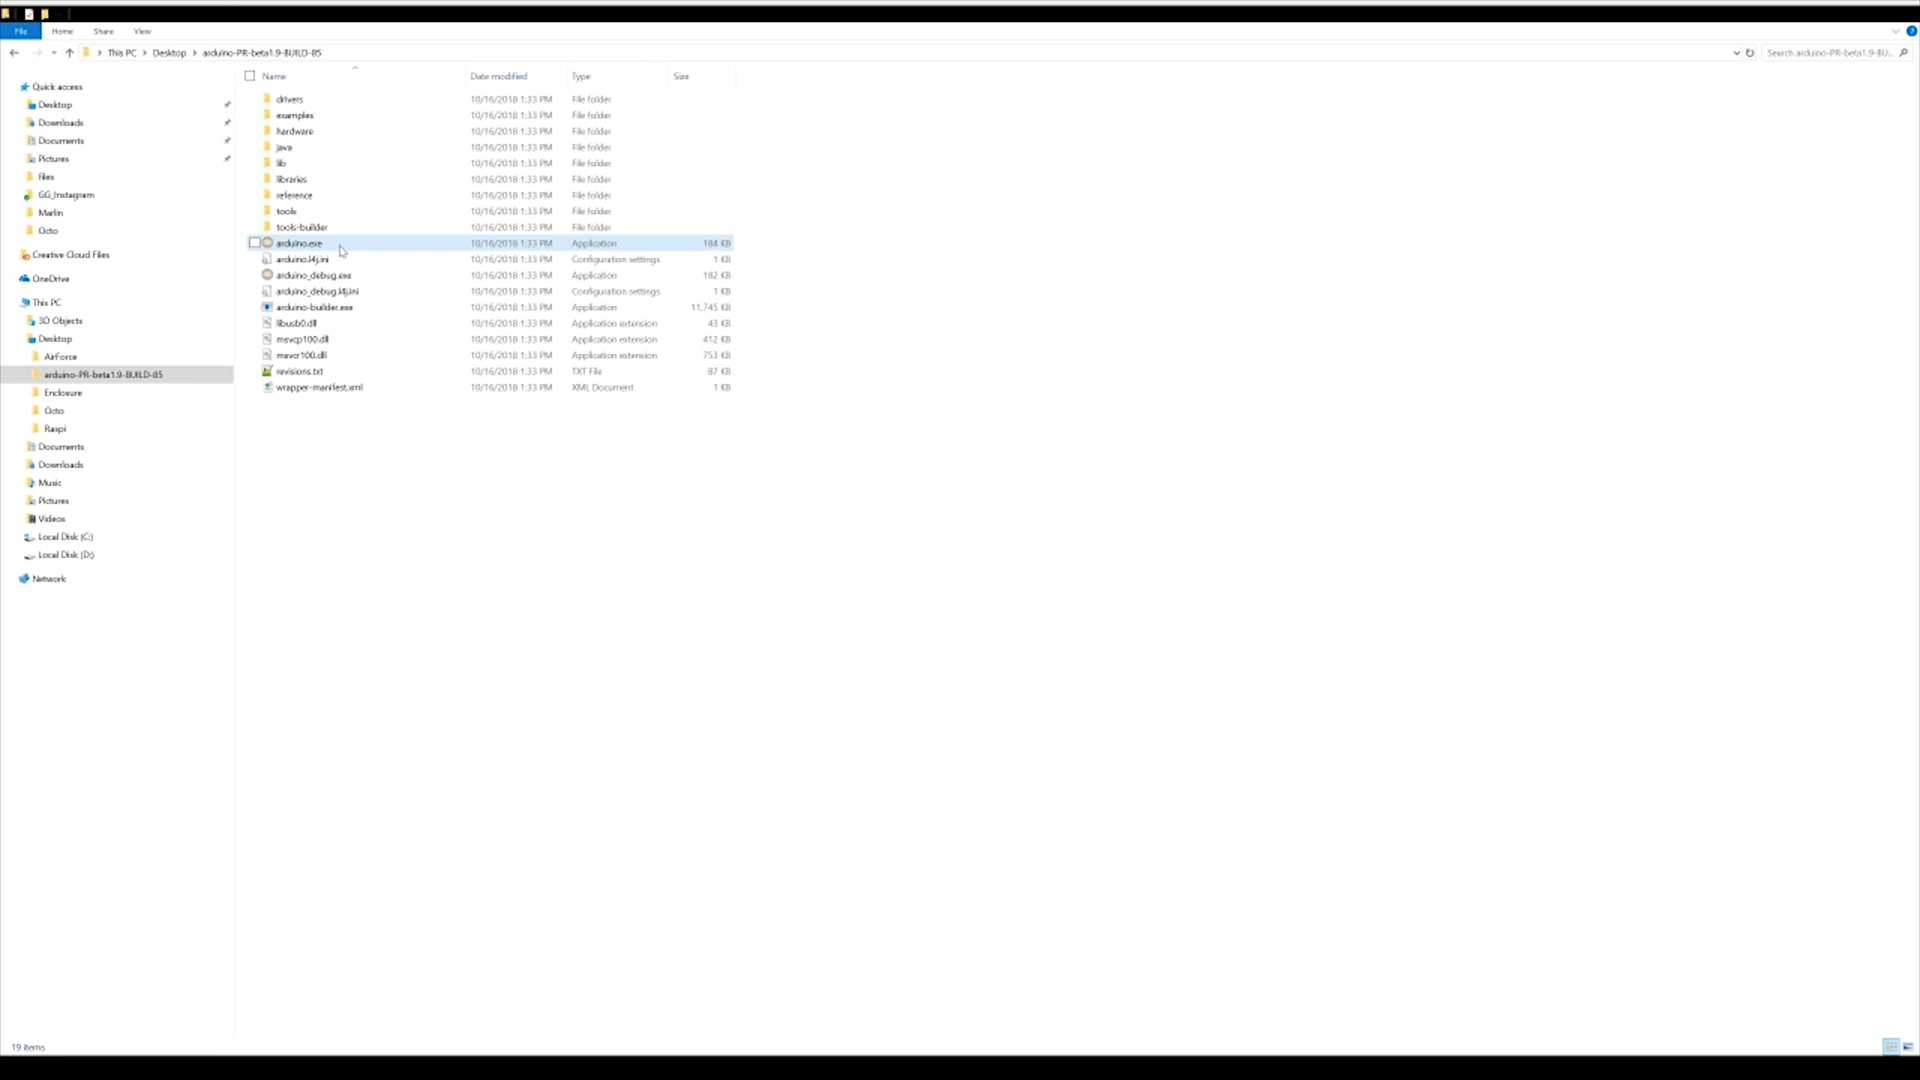 File Home Share View
This PC Desktop arduino-PR-beta1.9-BUILD-85 Search arduino-PR-beta1.9-BU...
Name Date modified Type Size
Quick access
Desktop
Downloads
Documents
Pictures
files
GG_Instagram
Marlin
Octo
Creative Cloud Files
OneDrive
This PC
3D Objects
Desktop
AirForce
arduino-PR-beta1.9-BUILD-85
Enclosure
Octo
Raspi
Documents
Downloads
Music
Pictures
Videos
Local Disk (C:)
Local Disk (D:)
Network
drivers 10/16/2018 1:33 PM File folder
examples 10/16/2018 1:33 PM File folder
hardware 10/16/2018 1:33 PM File folder
java 10/16/2018 1:33 PM File folder
lib 10/16/2018 1:33 PM File folder
libraries 10/16/2018 1:33 PM File folder
reference 10/16/2018 1:33 PM File folder
tools 10/16/2018 1:33 PM File folder
tools-builder 10/16/2018 1:33 PM File folder
arduino.exe 10/16/2018 1:33 PM Application 184 KB
arduino.l4j.ini 10/16/2018 1:33 PM Configuration settings 1 KB
arduino_debug.exe 10/16/2018 1:33 PM Application 182 KB
arduino_debug.l4j.ini 10/16/2018 1:33 PM Configuration settings 1 KB
arduino-builder.exe 10/16/2018 1:33 PM Application 11,745 KB
libusb0.dll 10/16/2018 1:33 PM Application extension 43 KB
msvcp100.dll 10/16/2018 1:33 PM Application extension 412 KB
msvcr100.dll 10/16/2018 1:33 PM Application extension 753 KB
revisions.txt 10/16/2018 1:33 PM TXT File 87 KB
wrapper-manifest.xml 10/16/2018 1:33 PM XML Document 1 KB
19 items